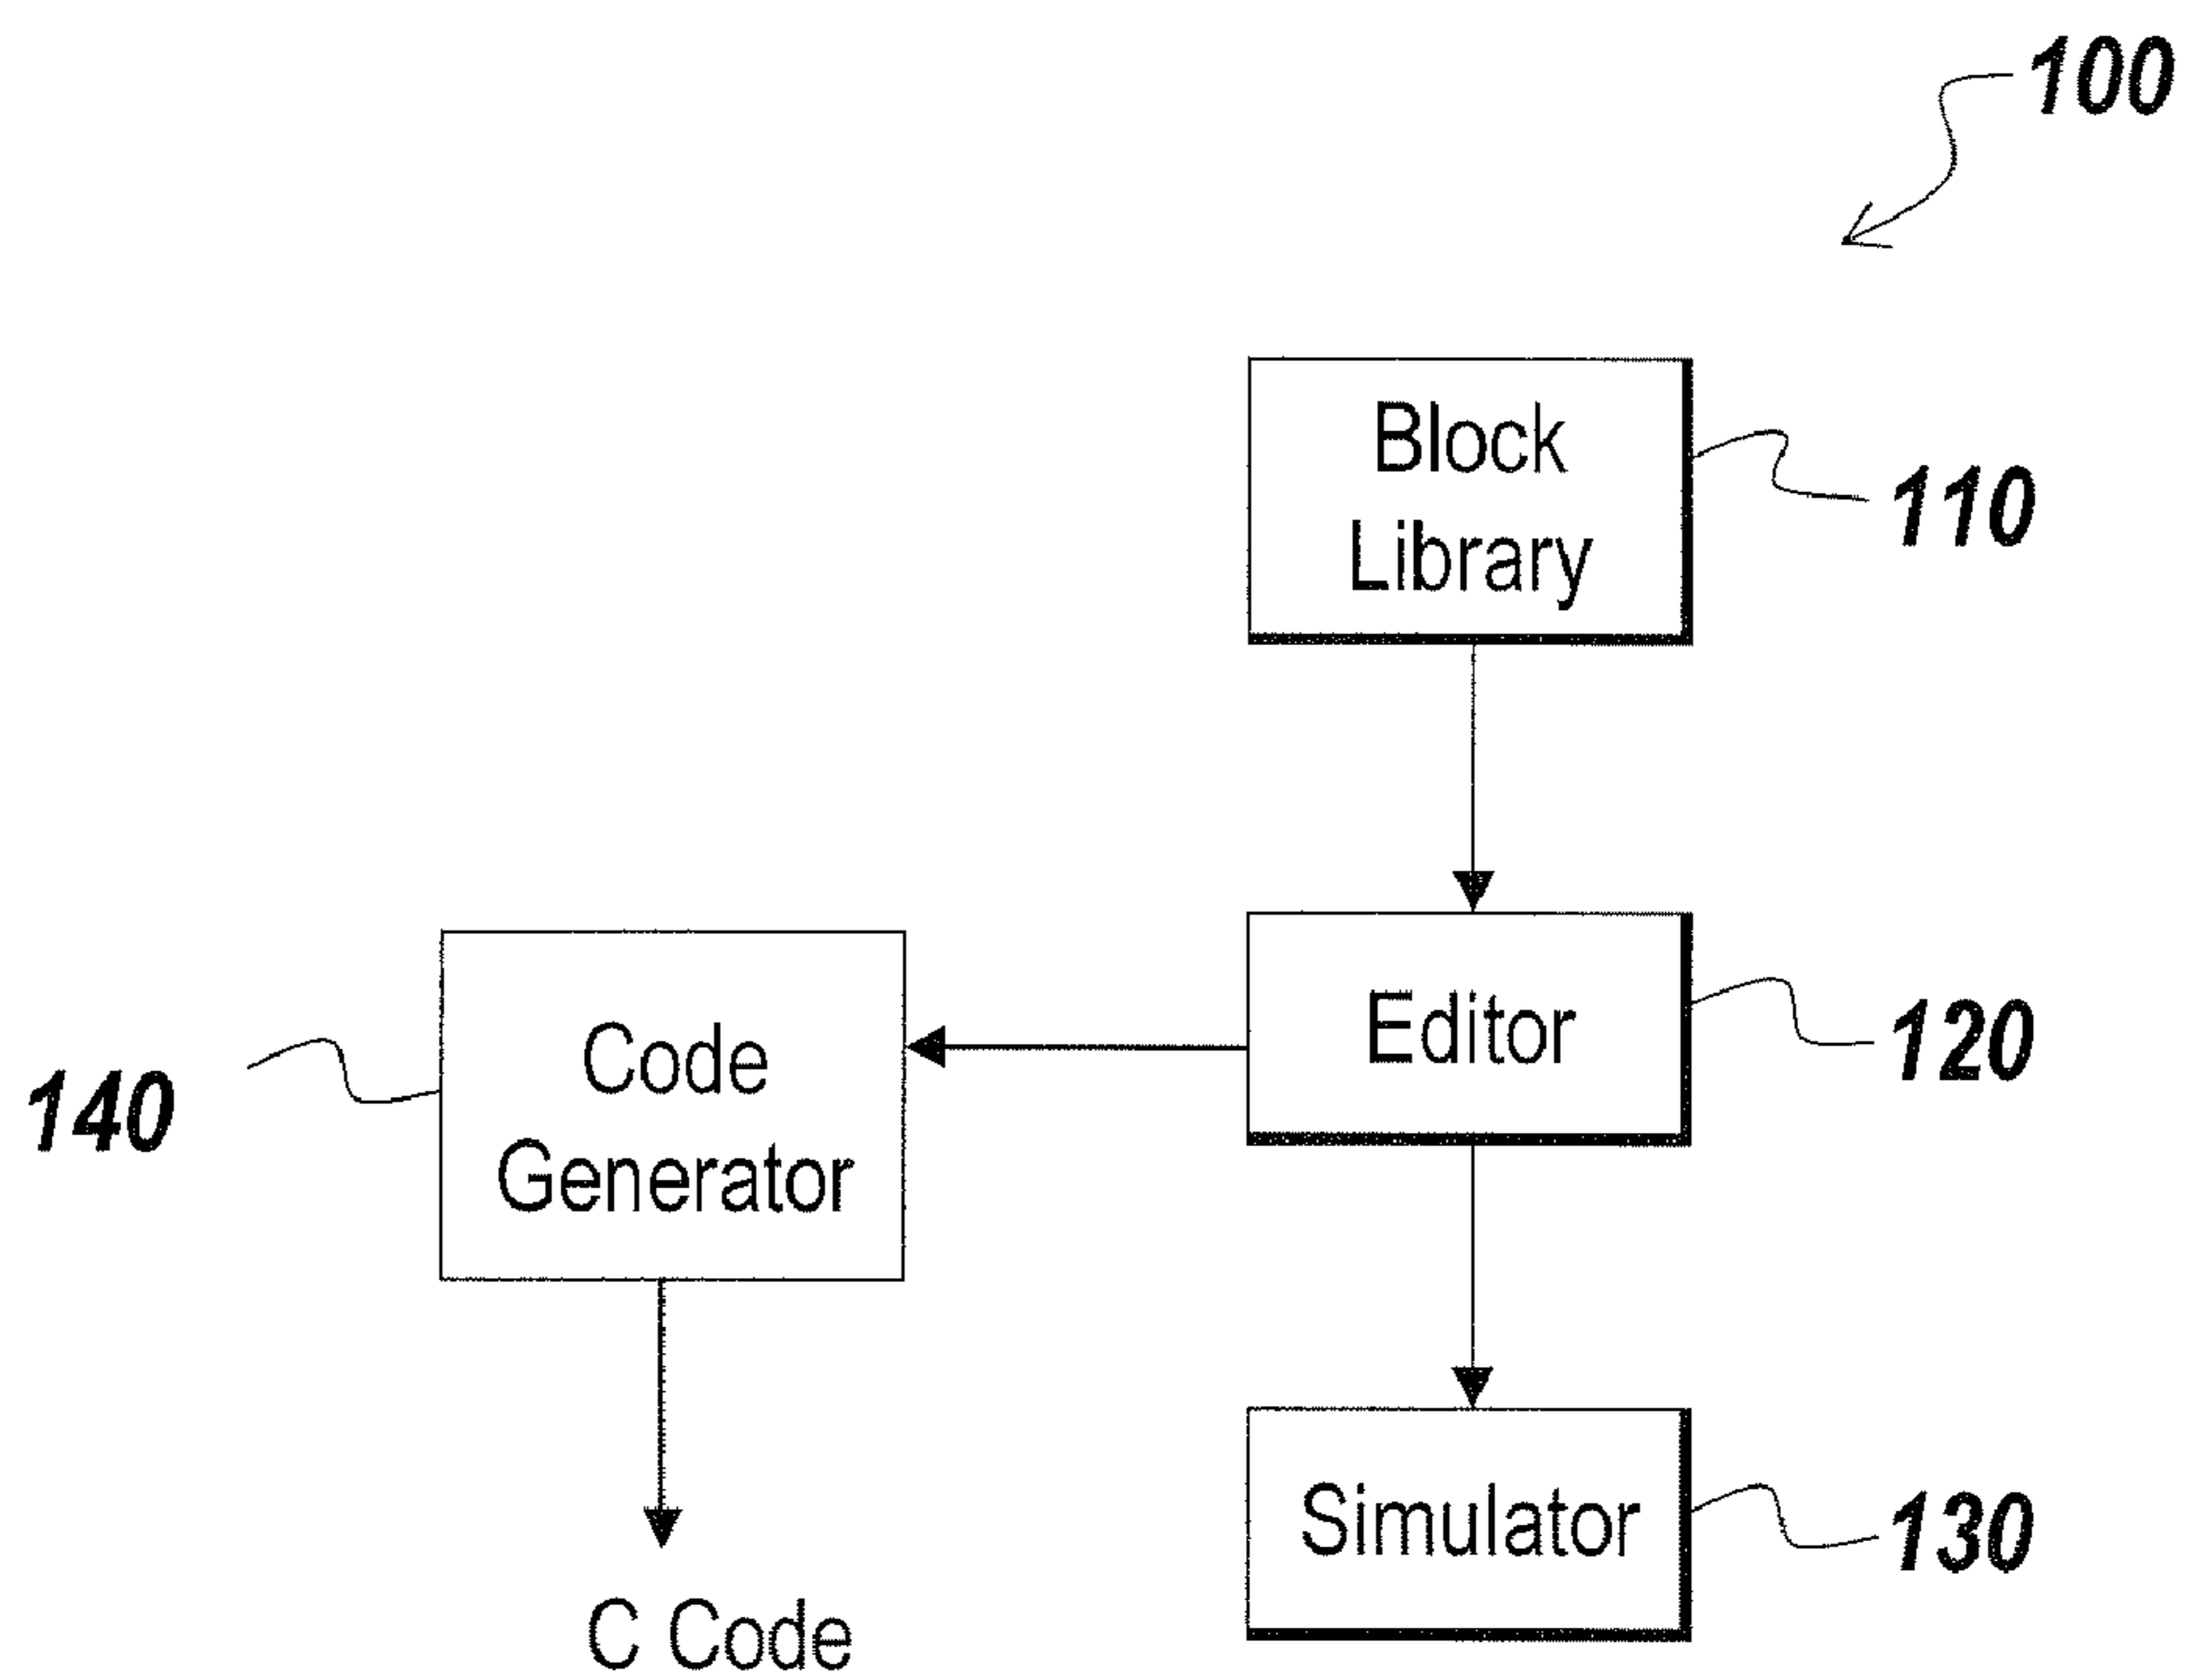 100
Block
Library
110
Editor
120
Code
Generator
140
Simulator
130
C Code